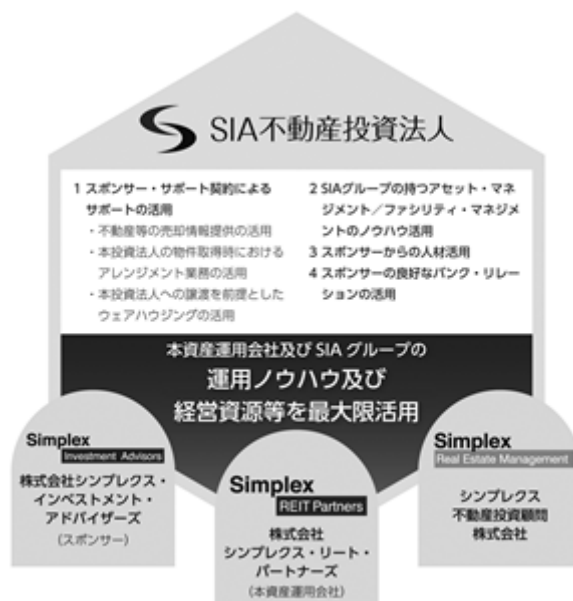 SIA不動産投資法人
1 スポンサー・サポート契約による
サポートの活用
・不動産等の売却情報提供の活用
・本投資法人の物件取得時における
アレンジメント業務の活用
・本投資法人への譲渡を前提とした
ウェアハウジングの活用
2 SIAグループの持つアセット・マネ
ジメント／ファシリティ・マネジメ
ントのノウハウ活用
3 スポンサーからの人材活用
4 スポンサーの良好なバンク・リレー
ションの活用
本資産運用会社及び SIA グループの
運用ノウハウ及び
経営資源等を最大限活用
Simplex
Investment Advisors
株式会社シンプレクス・
インベストメント・
アドバイザーズ
（スポンサー）
Simplex
REIT Partners
株式会社
シンプレクス・リート・
パートナーズ
（本資産運用会社）
Simplex
Real Estate Management
シンプレクス
不動産投資顧問
株式会社